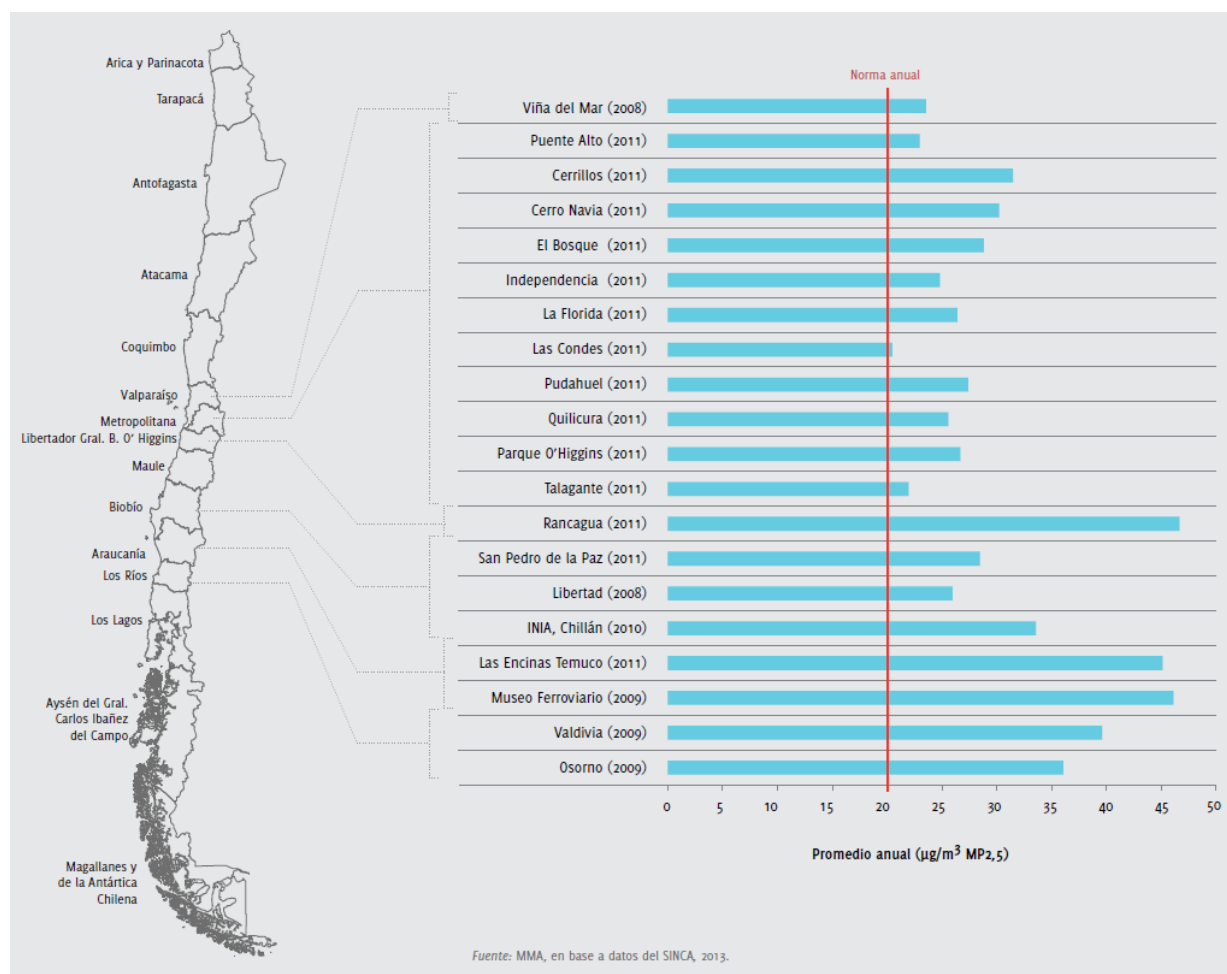 Arica y Parinacota
Tarapacá
Antofagasta
Atacama
Coquimbo
Valparaíso
Metropolitana
Libertador Gral. B. O' Higgins
Maule
Biobío
Araucanía
Los Ríos
Los Lagos
Aysén del Gral.
Carlos Ibañez
del Campo
Magallanes y
de la Antártica
Chilena
Norma anual
Viña del Mar (2008)
Puente Alto (2011)
Cerrillos (2011)
Cerro Navia (2011)
El Bosque (2011)
Independencia (2011)
La Florida (2011)
Las Condes (2011)
Pudahuel (2011)
Quilicura (2011)
Parque O'Higgins (2011)
Talagante (2011)
Rancagua (2011)
San Pedro de la Paz (2011)
Libertad (2008)
INIA, Chillán (2010)
Las Encinas Temuco (2011)
Museo Ferroviario (2009)
Valdivia (2009)
Osorno (2009)
0 5 10 15 20 25 30 35 40 45 50
Promedio anual (µg/m³ MP2,5)
Fuente: MMA, en base a datos del SINCA, 2013.